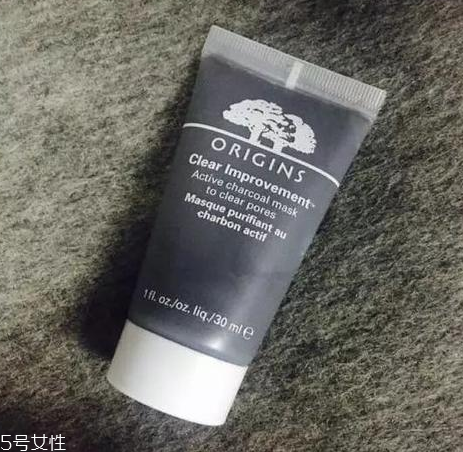 ORIGINS
Clear Improvement™
Active charcoal mask
to clear pores
Masque purifiant au
charbon actif
1 fl. oz./oz. liq./30 ml ℮
5号女性